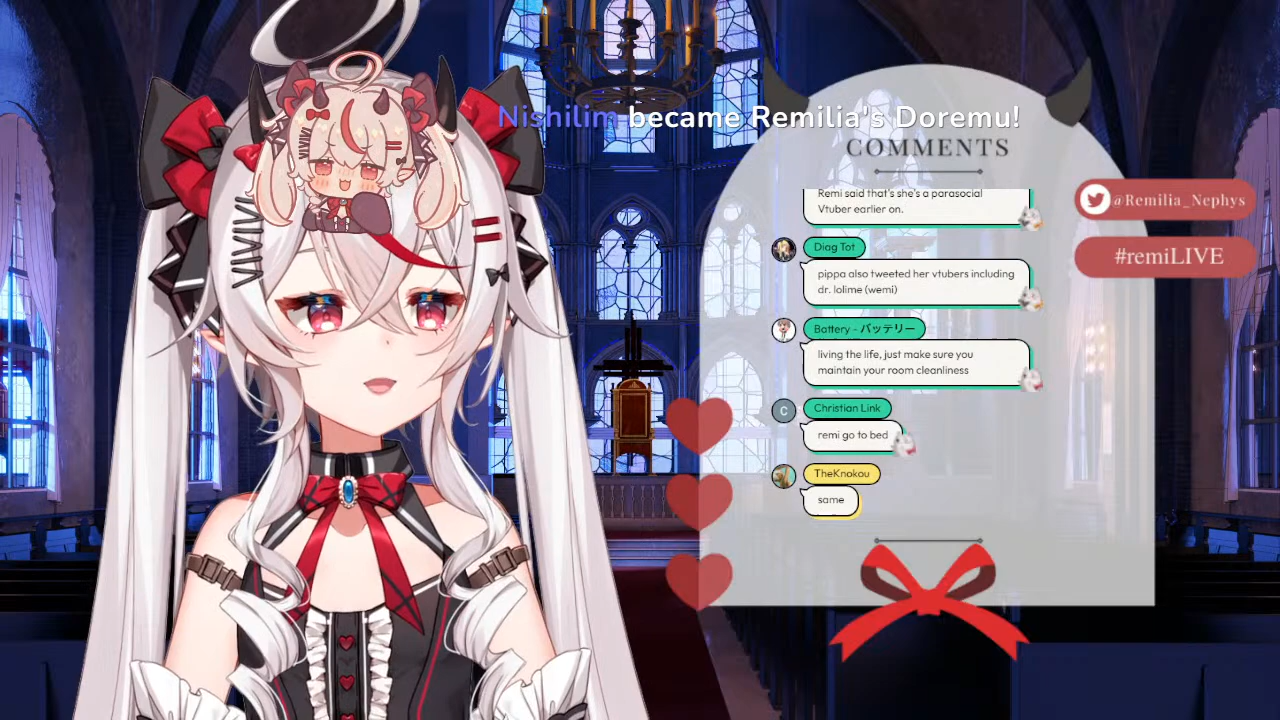 Nishilim became Remilia's Doremu!
COMMENTS
Remi said that's she's a parasocial
Vtuber earlier on.
Diag Tot
pippa also tweeted her vtubers including
dr. lolime (wemi)
Battery - バッテリー
living the life, just make sure you
maintain your room cleanliness
C
Christian Link
remi go to bed
TheKnokou
same
@Remilia_Nephys
#remiLIVE